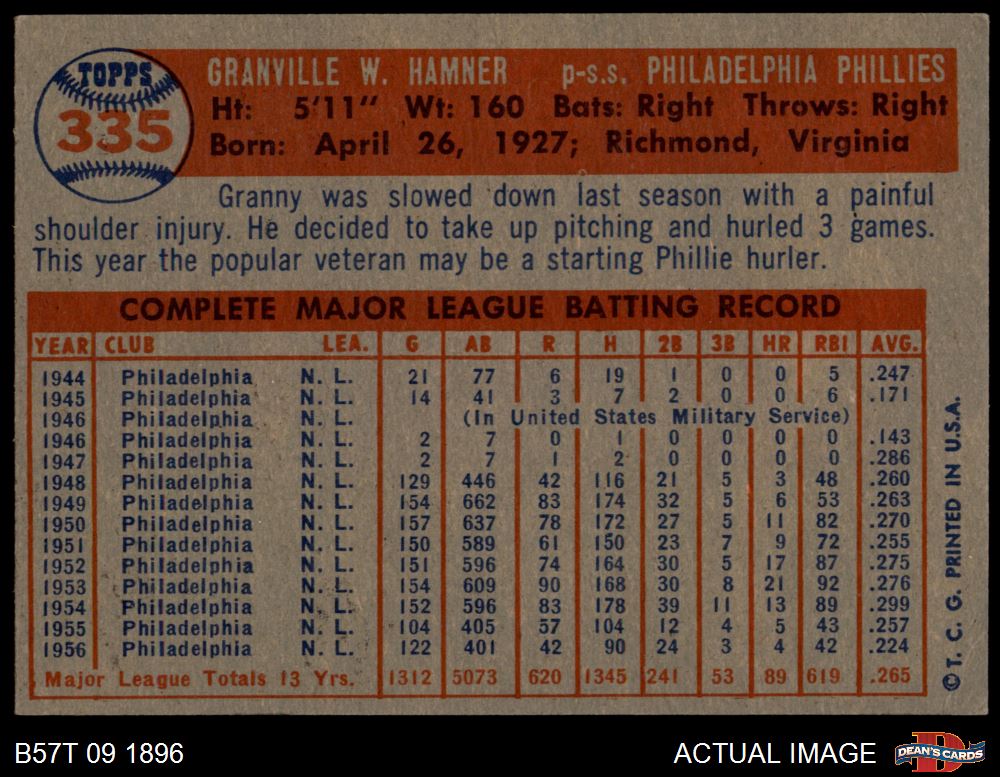 TOPPS
335
GRANVILLE W. HAMNER p-s.s. PHILADELPHIA PHILLIES
Ht: 5'11" Wt: 160 Bats: Right Throws: Right
Born: April 26, 1927; Richmond, Virginia
Granny was slowed down last season with a painful
shoulder injury. He decided to take up pitching and hurled 3 games.
This year the popular veteran may be a starting Phillie hurler.
COMPLETE MAJOR LEAGUE BATTING RECORD
YEAR CLUB LEA. G AB R H 2B 3B HR RBI AVG.
1944 Philadelphia N. L. 21 77 6 19 1 0 0 5 .247
1945 Philadelphia N. L. 14 41 3 7 2 0 0 6 .171
1946 Philadelphia N. L. (In United States Military Service)
1946 Philadelphia N. L. 2 7 0 1 0 0 0 0 .143
1947 Philadelphia N. L. 2 7 1 2 0 0 0 0 .286
1948 Philadelphia N. L. 129 446 42 116 21 5 3 48 .260
1949 Philadelphia N. L. 154 662 83 174 32 5 6 53 .263
1950 Philadelphia N. L. 157 637 78 172 27 5 11 82 .270
1951 Philadelphia N. L. 150 589 61 150 23 7 9 72 .255
1952 Philadelphia N. L. 151 596 74 164 30 5 17 87 .275
1953 Philadelphia N. L. 154 609 90 168 30 8 21 92 .276
1954 Philadelphia N. L. 152 596 83 178 39 11 13 89 .299
1955 Philadelphia N. L. 104 405 57 104 12 4 5 43 .257
1956 Philadelphia N. L. 122 401 42 90 24 3 4 42 .224
Major League Totals 13 Yrs. 1312 5073 620 1345 241 53 89 619 .265
©T. C. G. PRINTED IN U.S.A.
B57T 09 1896
ACTUAL IMAGE
DEAN'S CARDS